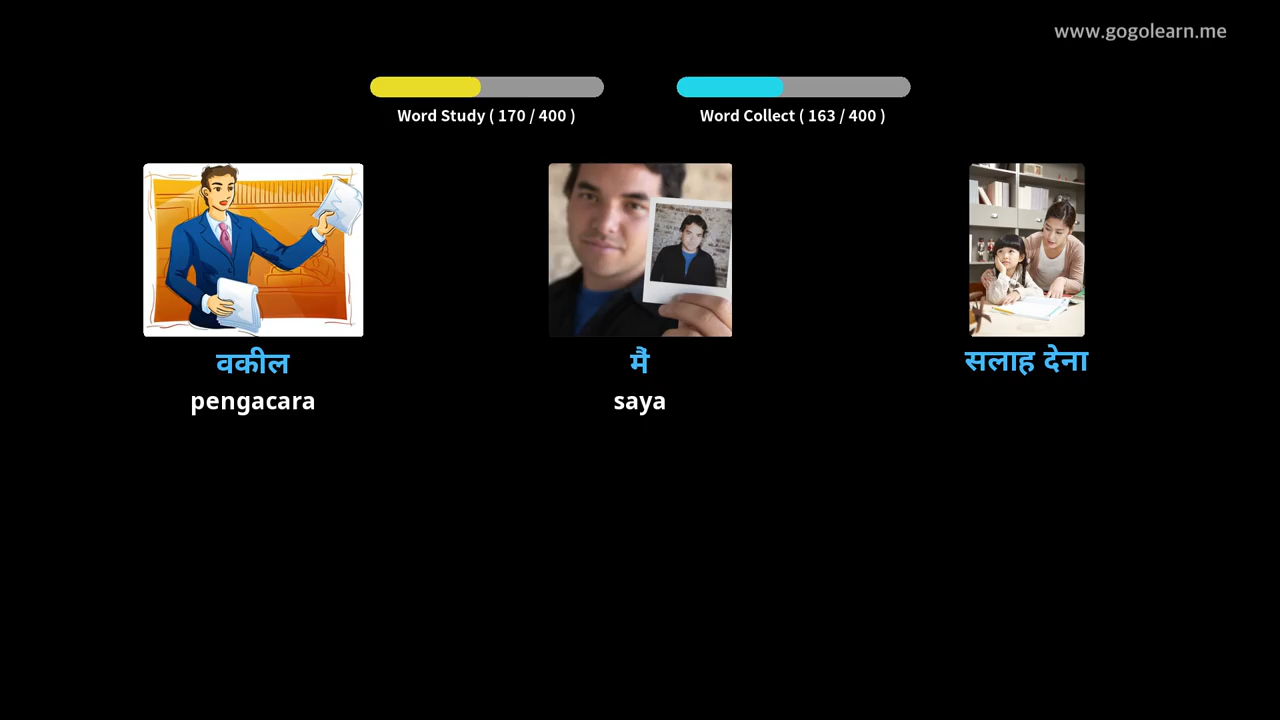 www.gogolearn.me
Word Study ( 170 / 400 )
Word Collect ( 163 / 400 )
वकील
मैं
सलाह देना
pengacara
saya